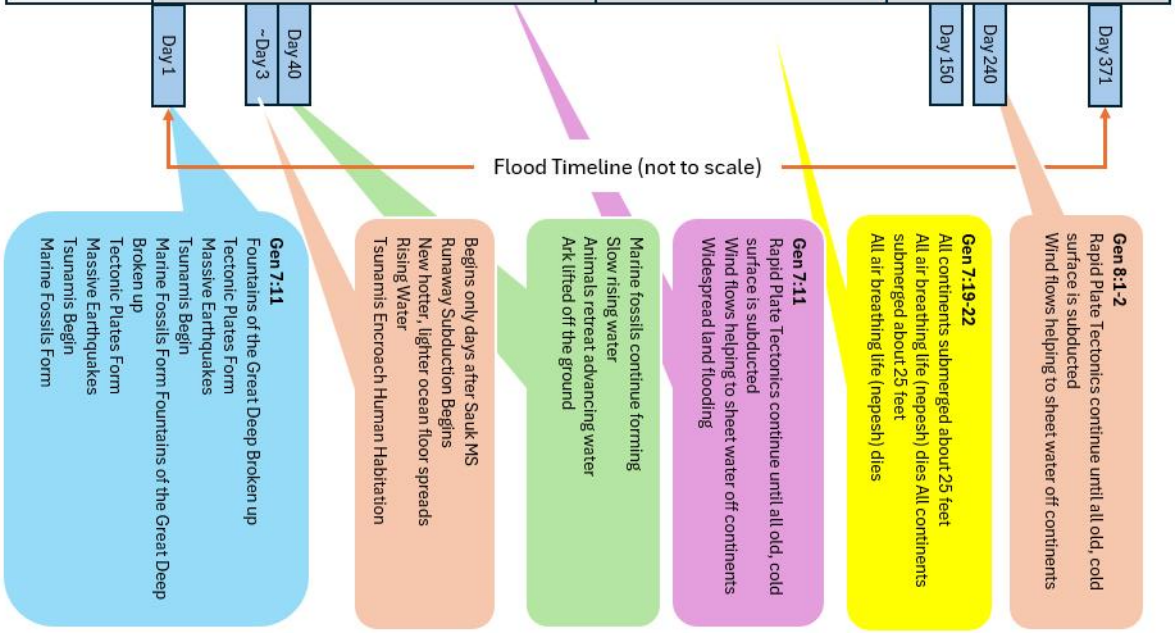 Day 1
~Day 3
Day 40
Day 150
Day 240
Day 371
Flood Timeline (not to scale)
Gen 7:11
Fountains of the Great Deep Broken up
Tectonic Plates Form
Massive Earthquakes
Tsunamis Begin
Marine Fossils Form Fountains of the Great Deep
Broken up
Tectonic Plates Form
Massive Earthquakes
Tsunamis Begin
Marine Fossils Form
Begins only days after Sauk MS
Runaway Subduction Begins
New hotter, lighter ocean floor spreads
Rising Water
Tsunamis Encroach Human Habitation
Marine fossils continue forming
Slow rising water
Animals retreat advancing water
Ark lifted off the ground
Gen 7:11
Rapid Plate Tectonics continue until all old, cold
surface is subducted
Wind flows helping to sheet water off continents
Widespread land flooding
Gen 7:19-22
All continents submerged about 25 feet
All air breathing life (nepesh) dies All continents
submerged about 25 feet
All air breathing life (nepesh) dies
Gen 8:1-2
Rapid Plate Tectonics continue until all old, cold
surface is subducted
Wind flows helping to sheet water off continents